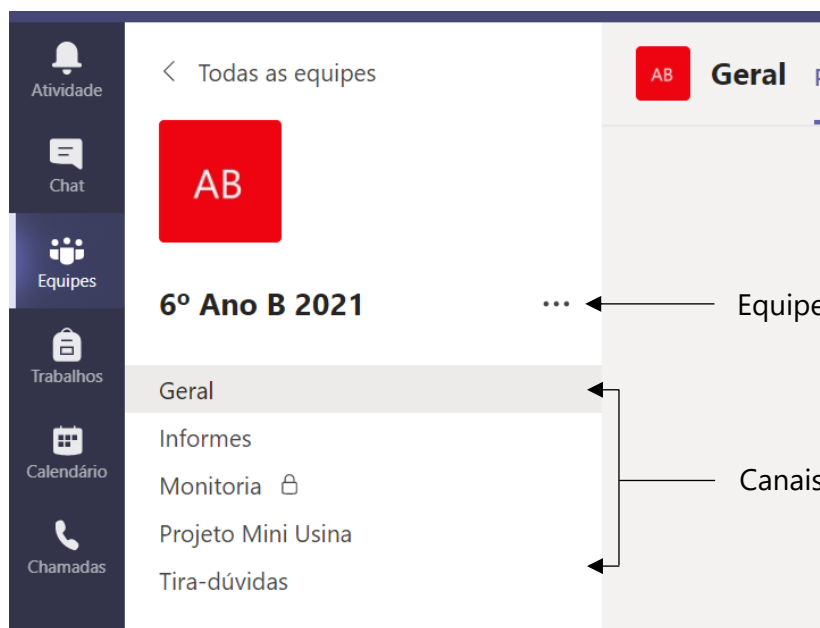 Atividade
Chat
Equipes
Trabalhos
Calendário
Chamadas
Todas as equipes
AB
6º Ano B 2021
Geral
Informes
Monitoria
Projeto Mini Usina
Tira-dúvidas
AB Geral
Equipe
Canais